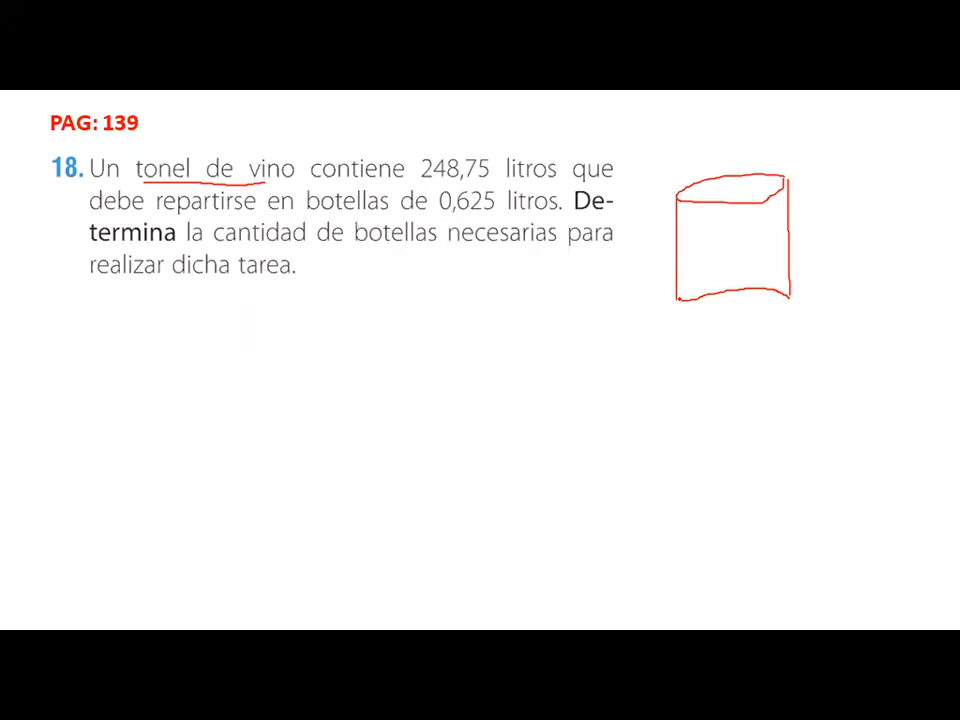 PAG: 139
18. Un tonel de vino contiene 248,75 litros que
debe repartirse en botellas de 0,625 litros. De-
termina la cantidad de botellas necesarias para
realizar dicha tarea.